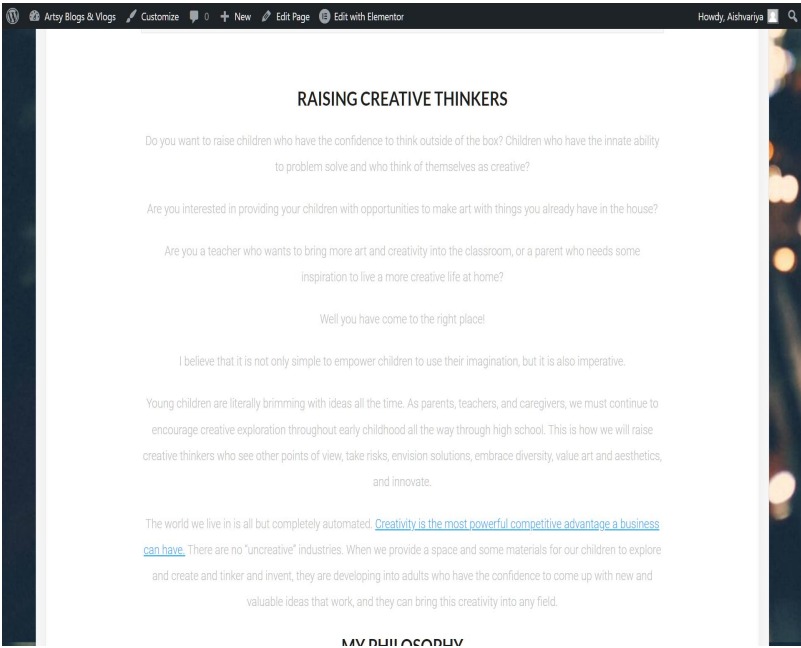 Artsy Blogs & Vlogs Customize 0 New Edit Page Edit with Elementor Howdy, Aishvariya
RAISING CREATIVE THINKERS
Do you want to raise children who have the confidence to think outside of the box? Children who have the innate ability
to problem solve and who think of themselves as creative?
Are you interested in providing your children with opportunities to make art with things you already have in the house?
Are you a teacher who wants to bring more art and creativity into the classroom, or a parent who needs some
inspiration to live a more creative life at home?
Well you have come to the right place!
I believe that it is not only simple to empower children to use their imagination, but it is also imperative.
Young children are literally brimming with ideas all the time. As parents, teachers, and caregivers, we must continue to
encourage creative exploration throughout early childhood all the way through high school. This is how we will raise
creative thinkers who see other points of view, take risks, envision solutions, embrace diversity, value art and aesthetics,
and innovate.
The world we live in is all but completely automated. Creativity is the most powerful competitive advantage a business
can have. There are no "uncreative" industries. When we provide a space and some materials for our children to explore
and create and tinker and invent, they are developing into adults who have the confidence to come up with new and
valuable ideas that work, and they can bring this creativity into any field.
MY PHILOSOPHY